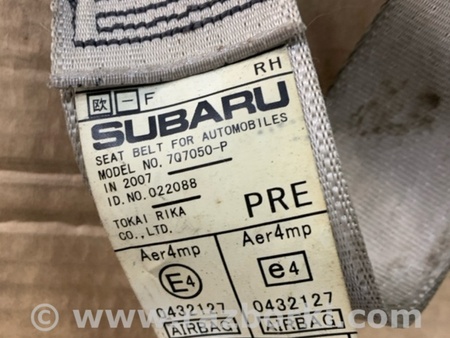 RH
欧 一 F
SUBARU
SEAT BELT FOR AUTOMOBILES
MODEL NO. 7Q7050-P
IN 2007
ID.NO. 022088
TOKAI RIKA
CO., LTD.
PRE
Aer4mp Aer4mp
E4 e4
0432127 0432127
AIRBAG AIRBAG